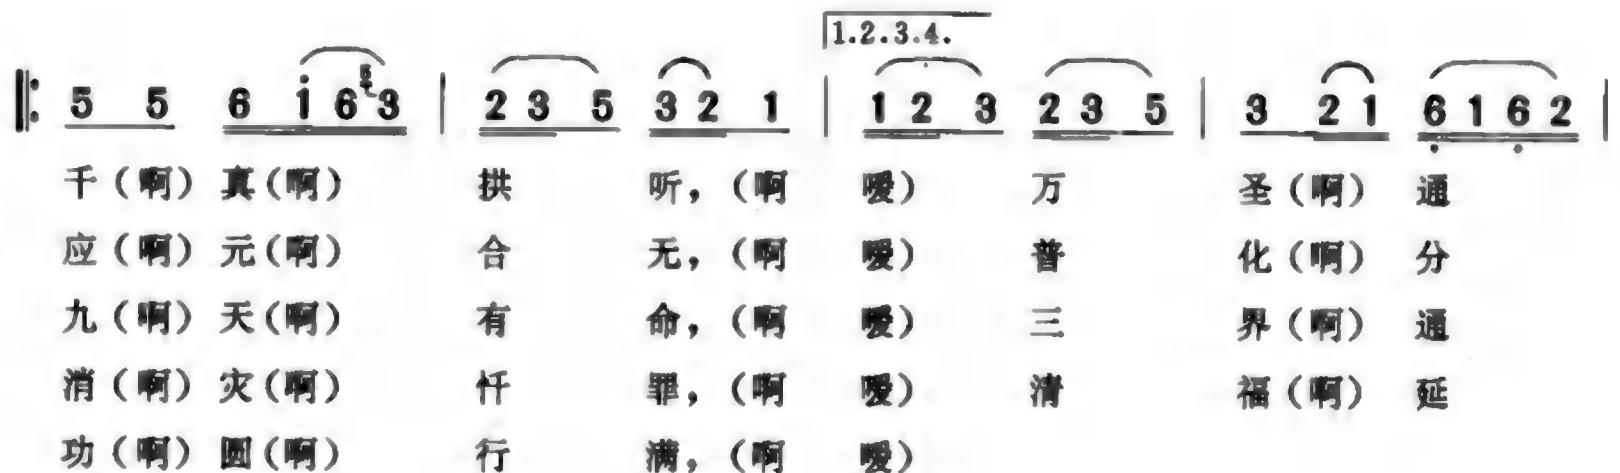 1.2.3.4.
5 5 6 i 6 5 3 | 2 3 5 3 2 1 | 1 2 3 2 3 5 | 3 2 1 6 1 6 2 |
千（啊）真（啊） 拱 听，（啊 嗳） 万 圣（啊） 通
应（啊）元（啊） 合 无，（啊 嗳） 普 化（啊） 分
九（啊）天（啊） 有 命，（啊 嗳） 三 界（啊） 通
消（啊）灾（啊） 忏 罪，（啊 嗳） 清 福（啊） 延
功（啊）圆（啊） 行 满，（啊 嗳）